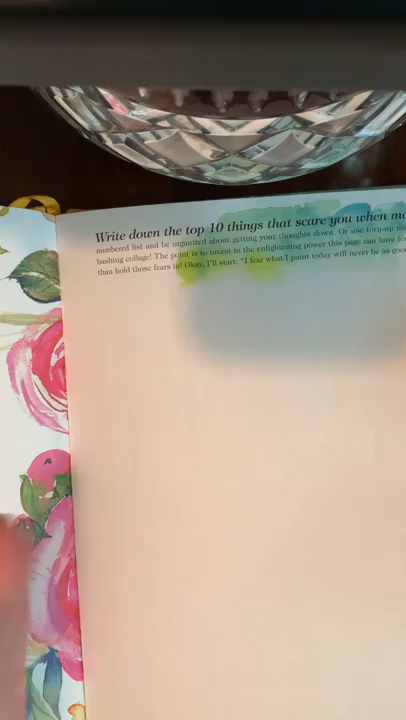 Write down the top 10 things that scare you when
numbered list and be organized about getting your thoughts down. Or use torn-up
bashing collage! The point is to invest in the enlightening power this page can have
than hold those fears in! Okay, I'll start: "I fear what I paint today will never be as